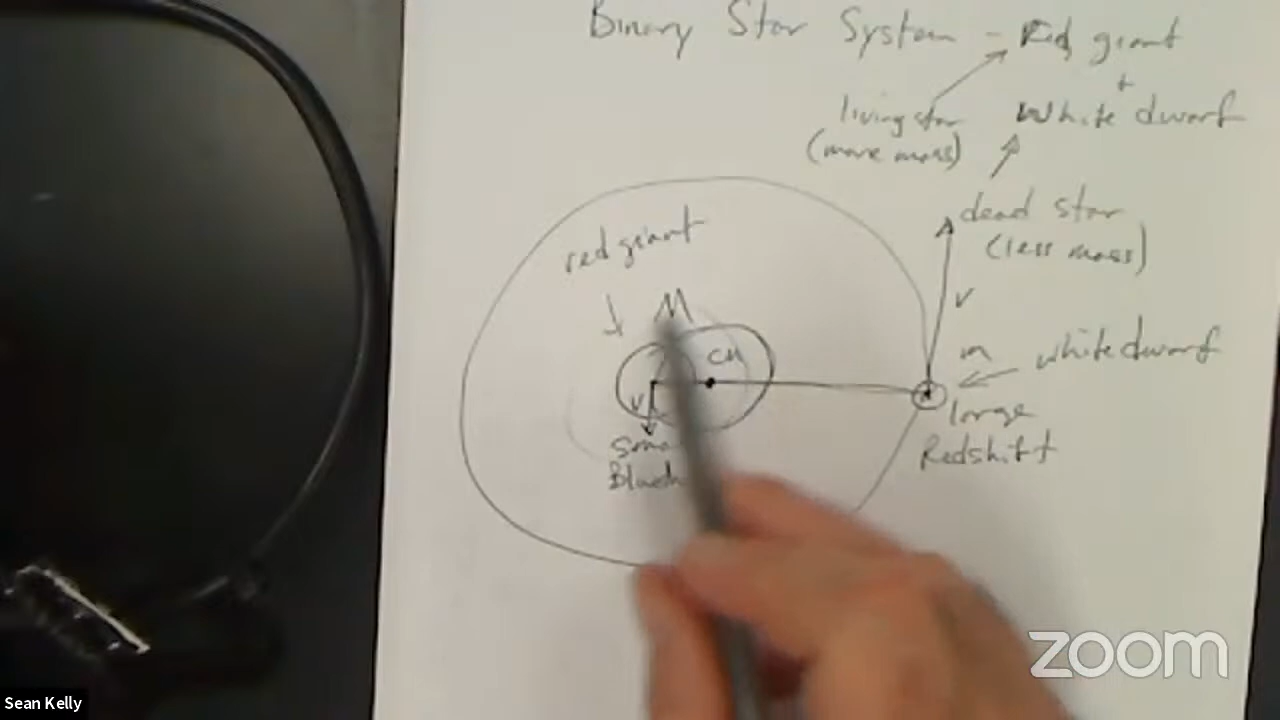 Binary Star System - Red giant
+
living star
(more mass)
White dwarf
dead star
(less mass)
red giant
M
CM
v
v
m
white dwarf
large
Redshift
zoom
Sean Kelly